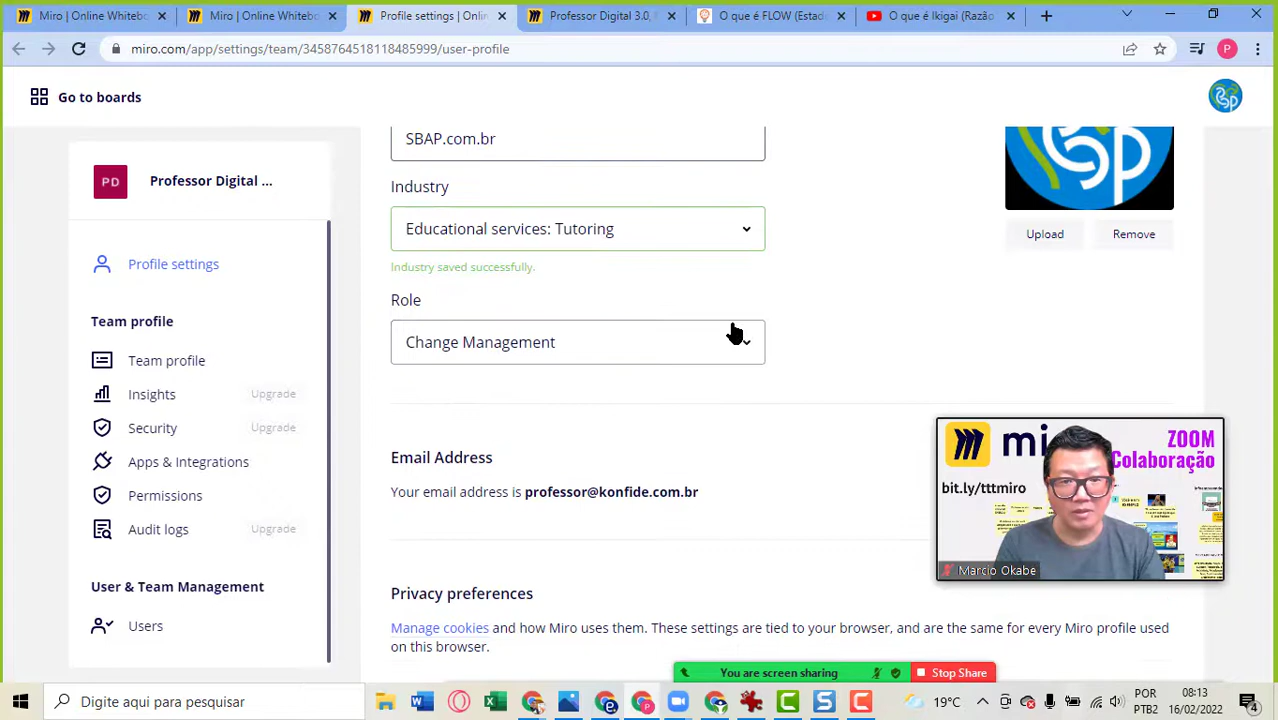 Miro | Online Whiteb
Miro | Online Whiteb
Profile settings | Onlin
Professor Digital 3.0,
O que é FLOW (Estad
O que é Ikigai (Razão
miro.com/app/settings/team/3458764518118485999/user-profile
P
Go to boards
SBAP.com.br
PD
Professor Digital ...
Industry
Educational services: Tutoring
Upload
Remove
Industry saved successfully.
Profile settings
Role
Team profile
Change Management
Team profile
Insights
Upgrade
Security
Upgrade
Email Address
Apps & Integrations
Your email address is professor@konfide.com.br
Permissions
Audit logs
Upgrade
miro
ZOOM
Colaboração
bit.ly/tttmiro
Marcio Okabe
User & Team Management
Privacy preferences
Users
Manage cookies and how Miro uses them. These settings are tied to your browser, and are the same for every Miro profile used
on this browser.
You are screen sharing
Stop Share
Digite aqui para pesquisar
19°C
POR
PTB2
08:13
16/02/2022
4